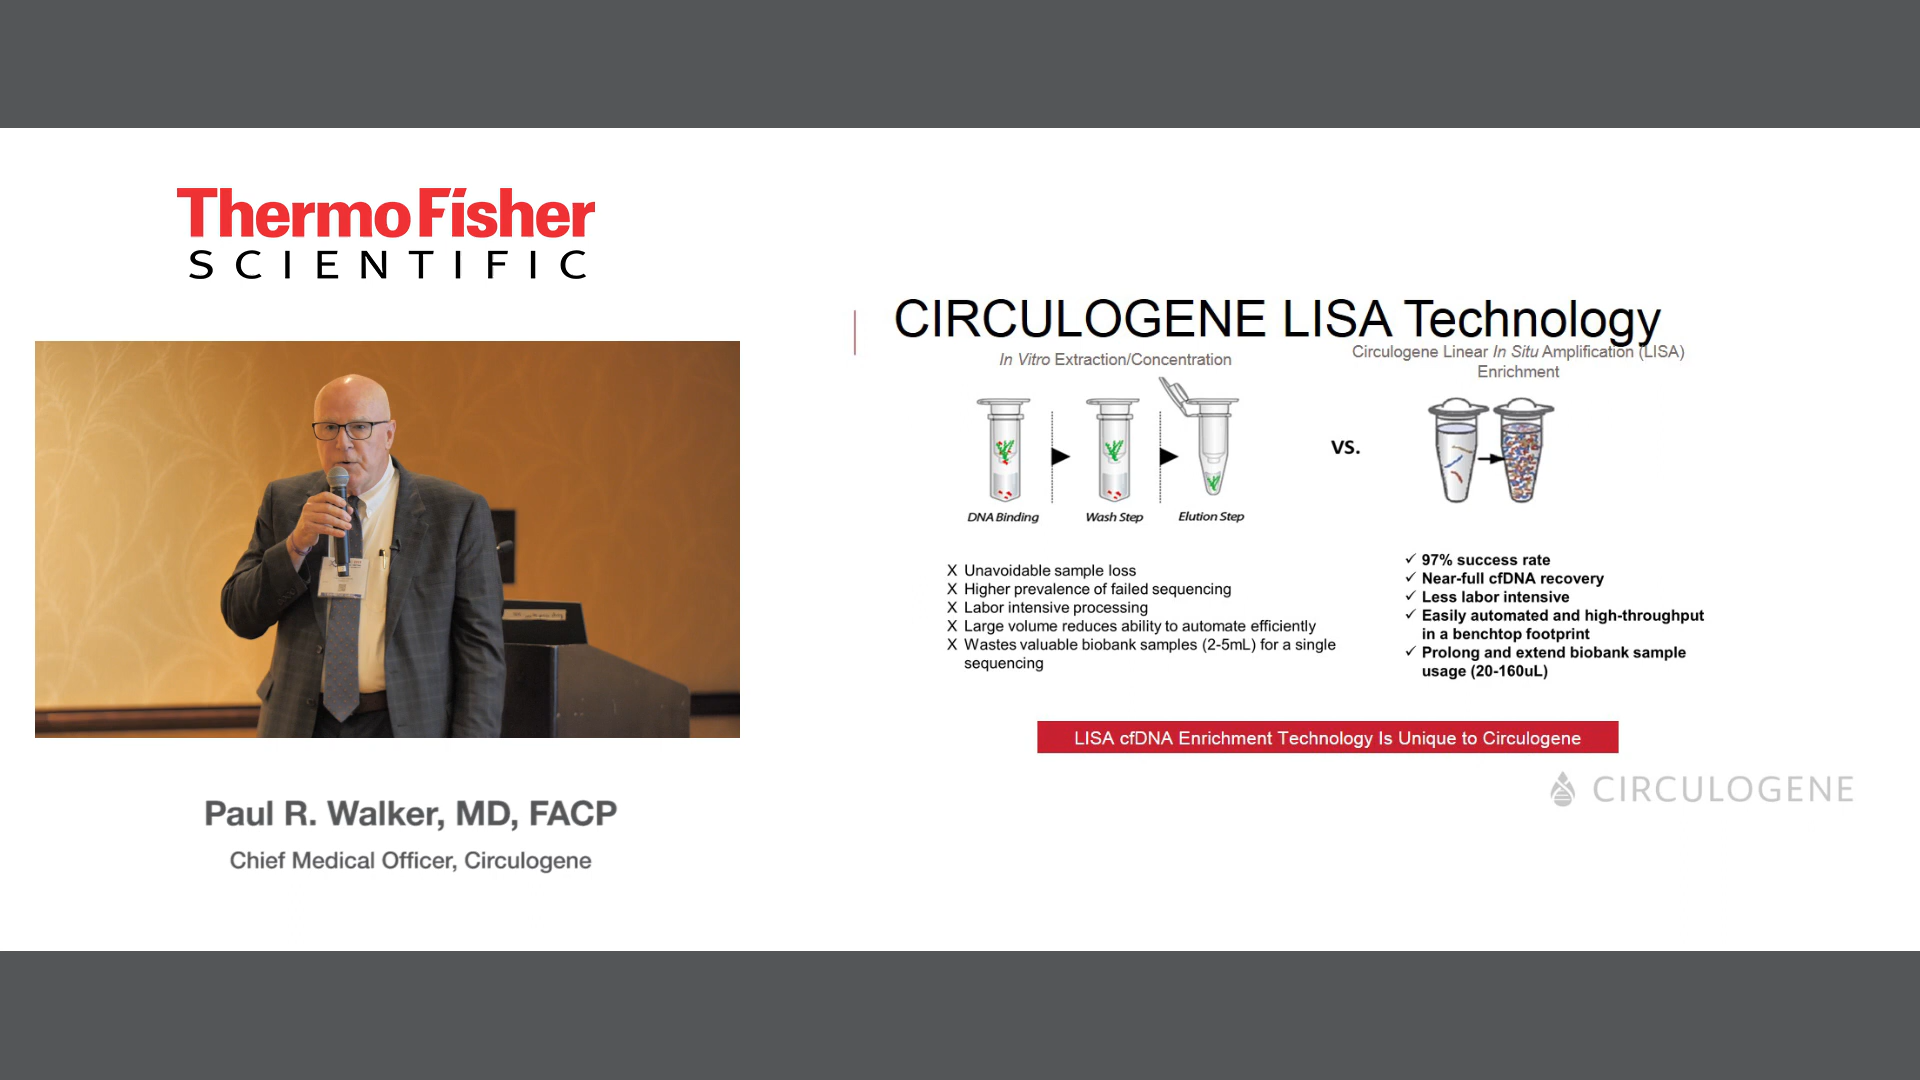 ThermoFisher
SCIENTIFIC
Paul R. Walker, MD, FACP
Chief Medical Officer, Circulogene
CIRCULOGENE LISA Technology
In Vitro Extraction/Concentration
DNA Binding
Wash Step
Elution Step
X Unavoidable sample loss
X Higher prevalence of failed sequencing
X Labor intensive processing
X Large volume reduces ability to automate efficiently
X Wastes valuable biobank samples (2-5mL) for a single
sequencing
vs.
Circulogene Linear In Situ Amplification (LISA)
Enrichment
✓ 97% success rate
✓ Near-full cfDNA recovery
✓ Less labor intensive
✓ Easily automated and high-throughput
in a benchtop footprint
✓ Prolong and extend biobank sample
usage (20-160uL)
LISA cfDNA Enrichment Technology Is Unique to Circulogene
CIRCULOGENE